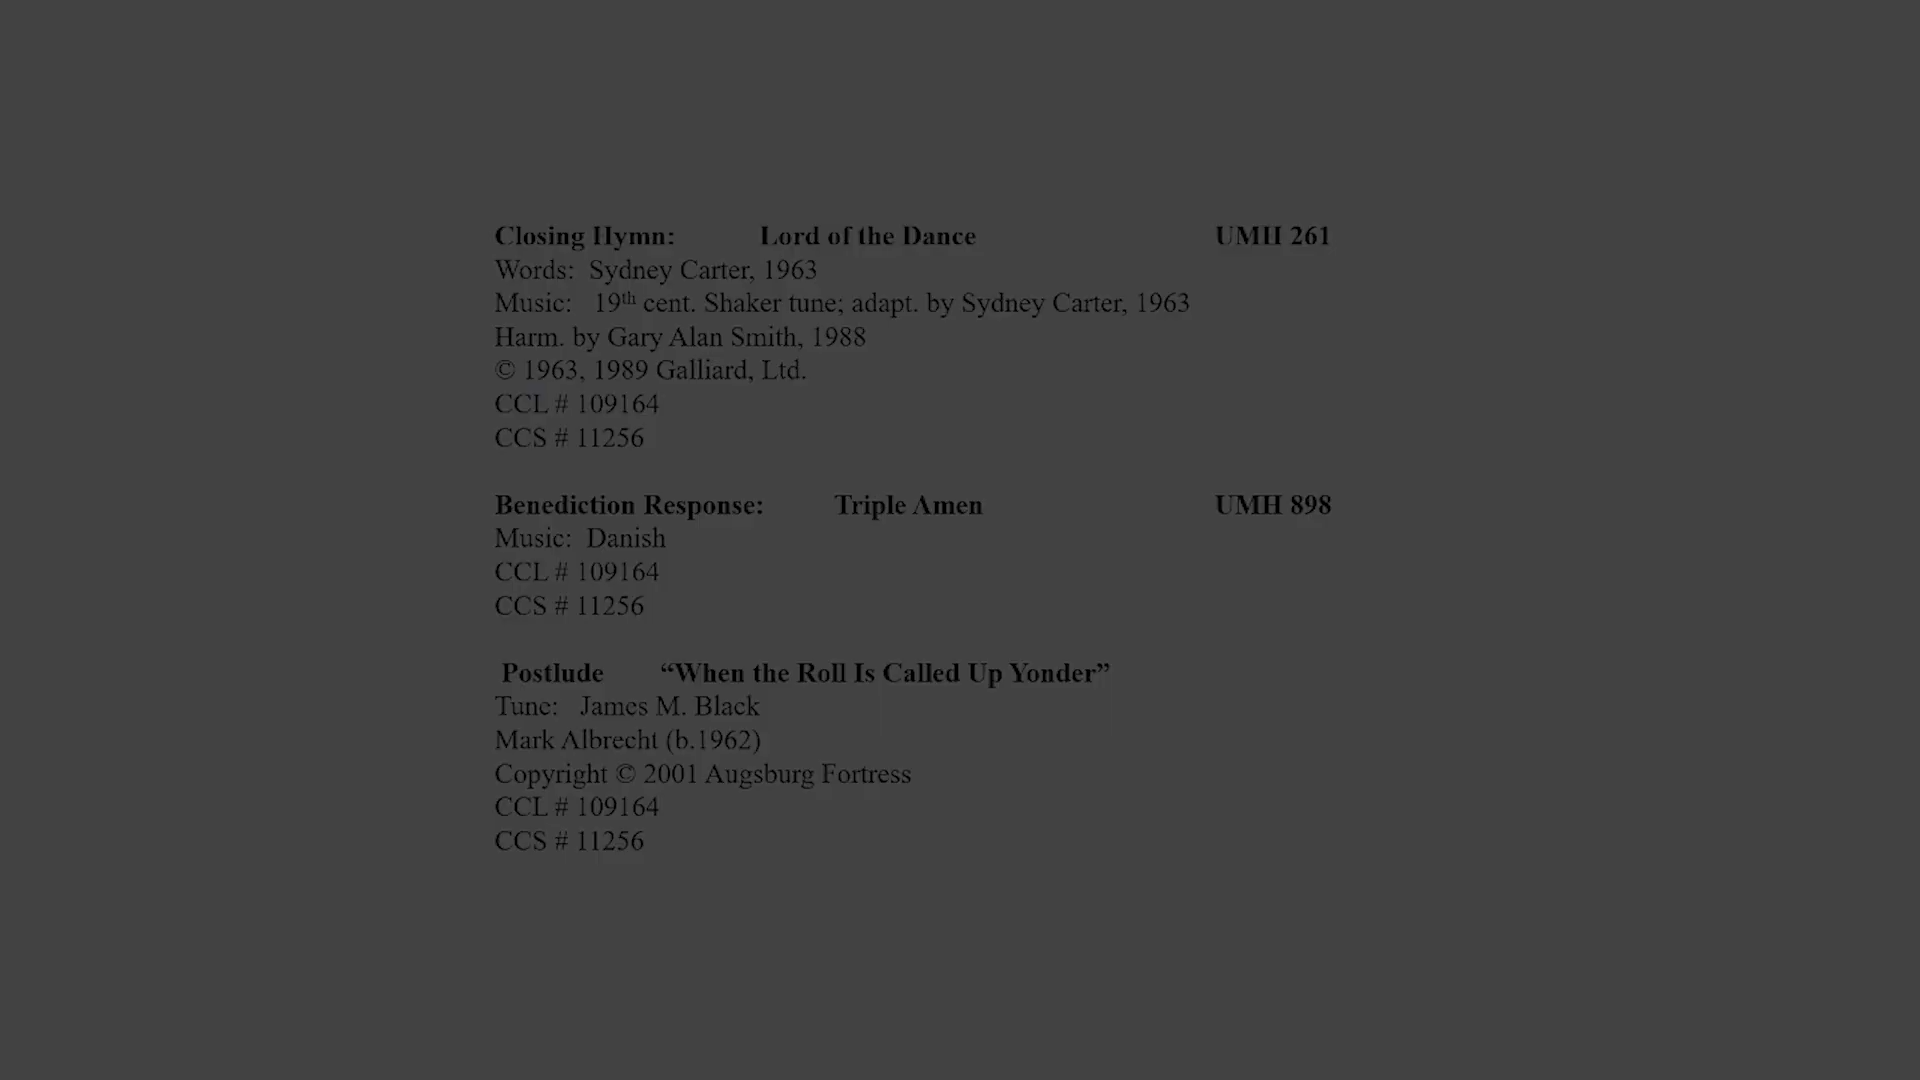 Closing Hymn: Lord of the Dance UMH 261
Words: Sydney Carter, 1963
Music: 19th cent. Shaker tune; adapt. by Sydney Carter, 1963
Harm. by Gary Alan Smith, 1988
© 1963, 1989 Galliard, Ltd.
CCL # 109164
CCS # 11256
Benediction Response: Triple Amen UMH 898
Music: Danish
CCL # 109164
CCS # 11256
Postlude “When the Roll Is Called Up Yonder”
Tune: James M. Black
Mark Albrecht (b.1962)
Copyright © 2001 Augsburg Fortress
CCL # 109164
CCS # 11256